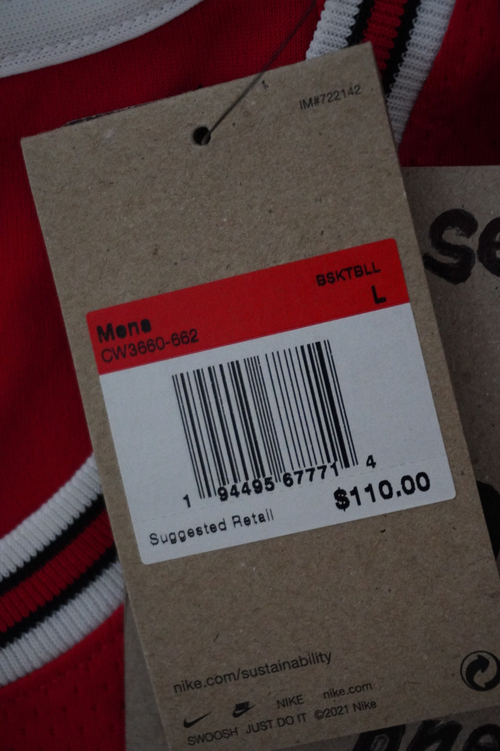 IM#722142
BSKTBLL
L
Mens
CW3660-662
1 94495 67771 4
Suggested Retail
$110.00
nike.com/sustainability
NIKE nike.com
SWOOSH JUST DO IT ©2021 Nike
se